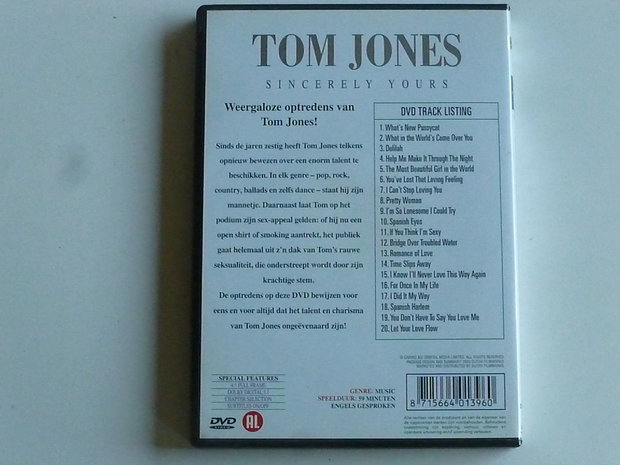 TOM JONES
SINCERELY YOURS
Weergaloze optredens van
Tom Jones!
Sinds de jaren zestig heeft Tom Jones telkens
opnieuw bewezen over een enorm talent te
beschikken. In elk genre – pop, rock,
country, ballads en zelfs dance – staat hij zijn
mannetje. Daarnaast laat Tom op het
podium zijn sex-appeal gelden: of hij nu een
open shirt of smoking aantrekt, het publiek
gaat helemaal uit z'n dak van Tom's rauwe
seksualiteit, die onderstreept wordt door zijn
krachtige stem.
De optredens op deze DVD bewijzen voor
eens en voor altijd dat het talent en charisma
van Tom Jones ongeëvenaard zijn!
DVD TRACK LISTING
1. What's New Pussycat
2. What in the World's Come Over You
3. Delilah
4. Help Me Make It Through The Night
5. The Most Beautiful Girl in the World
6. You've Lost That Loving Feeling
7. I Can't Stop Loving You
8. Pretty Woman
9. I'm So Lonesome I Could Try
10. Spanish Eyes
11. If You Think I'm Sexy
12. Bridge Over Troubled Water
13. Romance of Love
14. Time Slips Away
15. I Know I'll Never Love This Way Again
16. For Once In My Life
17. I Did It My Way
18. Spanish Harlem
19. You Don't Have To Say You Love Me
20. Let Your Love Flow
SPECIAL FEATURES
4:3 FULL FRAME
DOLBY DIGITAL
CHAPTER SELECTION
SUBTITELS ON/OFF
DVD
AL
GENRE: MUSIC
SPEELDUUR: 59 MINUTEN
ENGELS GESPROKEN
8 715664 013960